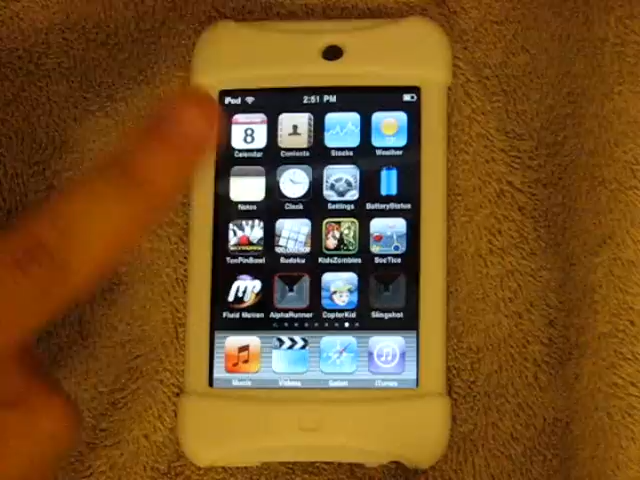 iPod 2:51 PM
8
Calendar Contacts Stocks Weather
Notes Clock Settings BatteryStatus
TenPinBowl Sudoku KidsZombies SocTics
Fluid Motion AlphaRunner CopterKid Slingshot
Music Videos Safari iTunes